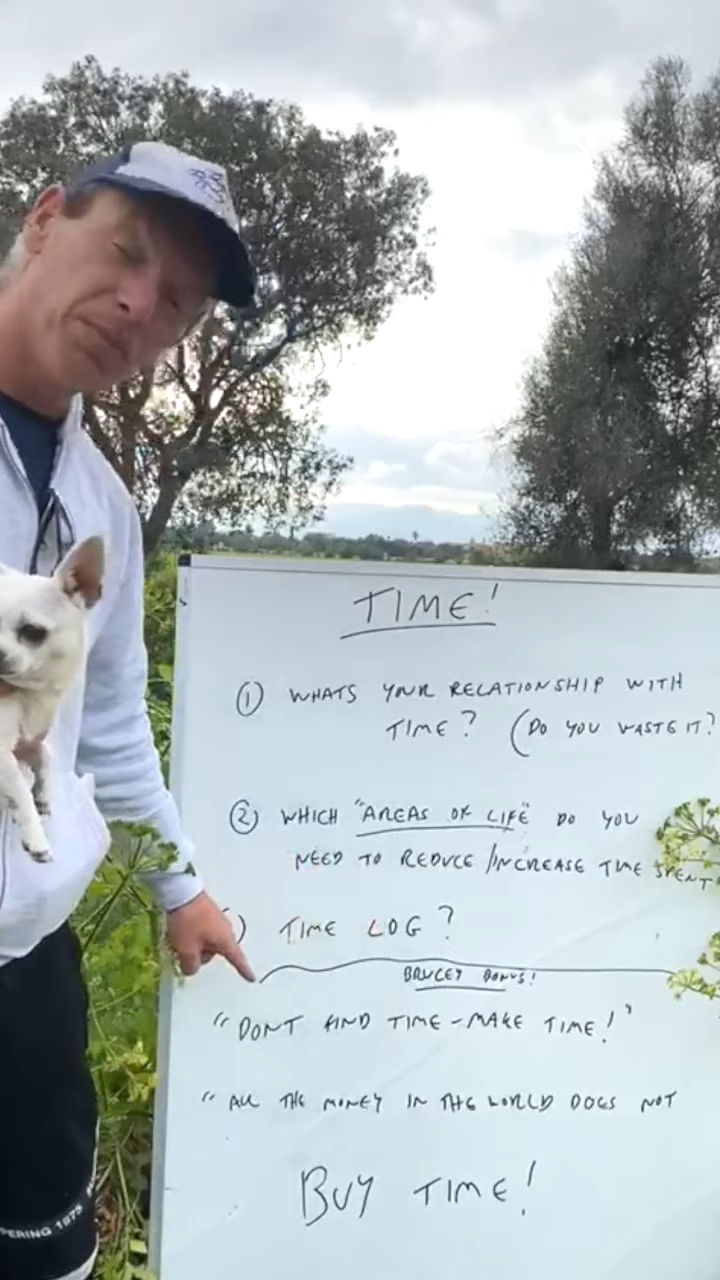 TIME!
① WHATS YOUR RELATIONSHIP WITH
TIME? (DO YOU WASTE IT?
② WHICH "AREAS OF LIFE" DO YOU
NEED TO REDUCE/INCREASE TIME SPENT
) TIME LOG?
BRUCEY BONUS!
"DONT FIND TIME - MAKE TIME!"
"ALL THE MONEY IN THE WORLD DOES NOT
BUY TIME!
PERING 1975